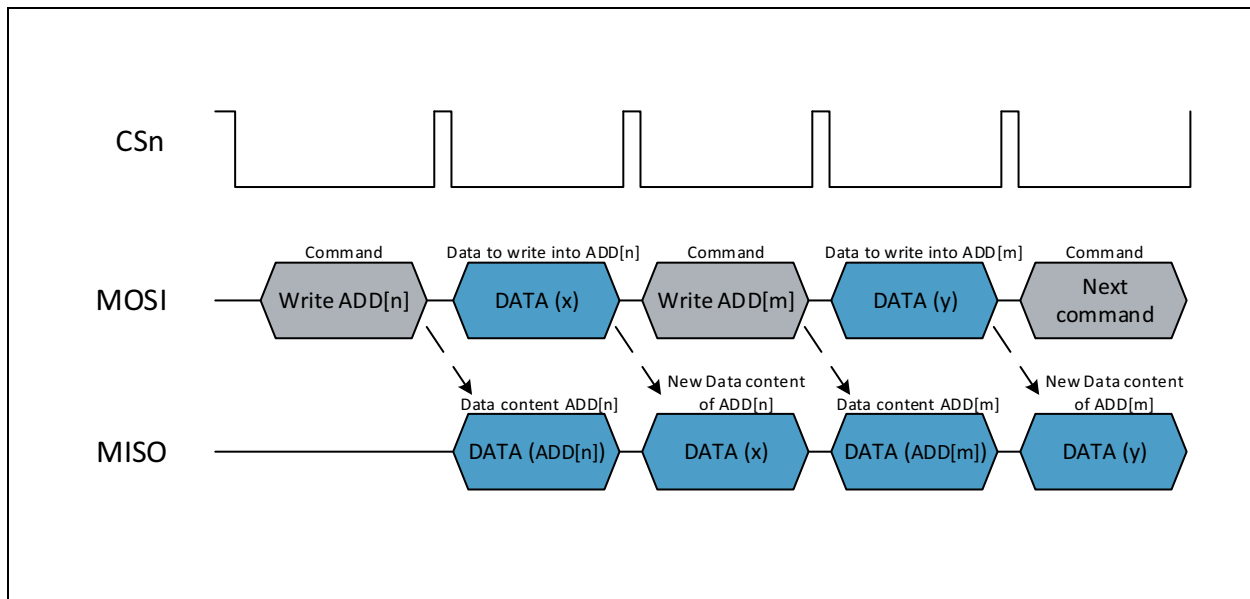 CSn
Command
Data to write into ADD[n]
Command
Data to write into ADD[m]
Command
MOSI
Write ADD[n]
DATA (x)
Write ADD[m]
DATA (y)
Next
command
New Data content
of ADD[n]
New Data content
of ADD[m]
Data content ADD[n]
Data content ADD[m]
MISO
DATA (ADD[n])
DATA (x)
DATA (ADD[m])
DATA (y)